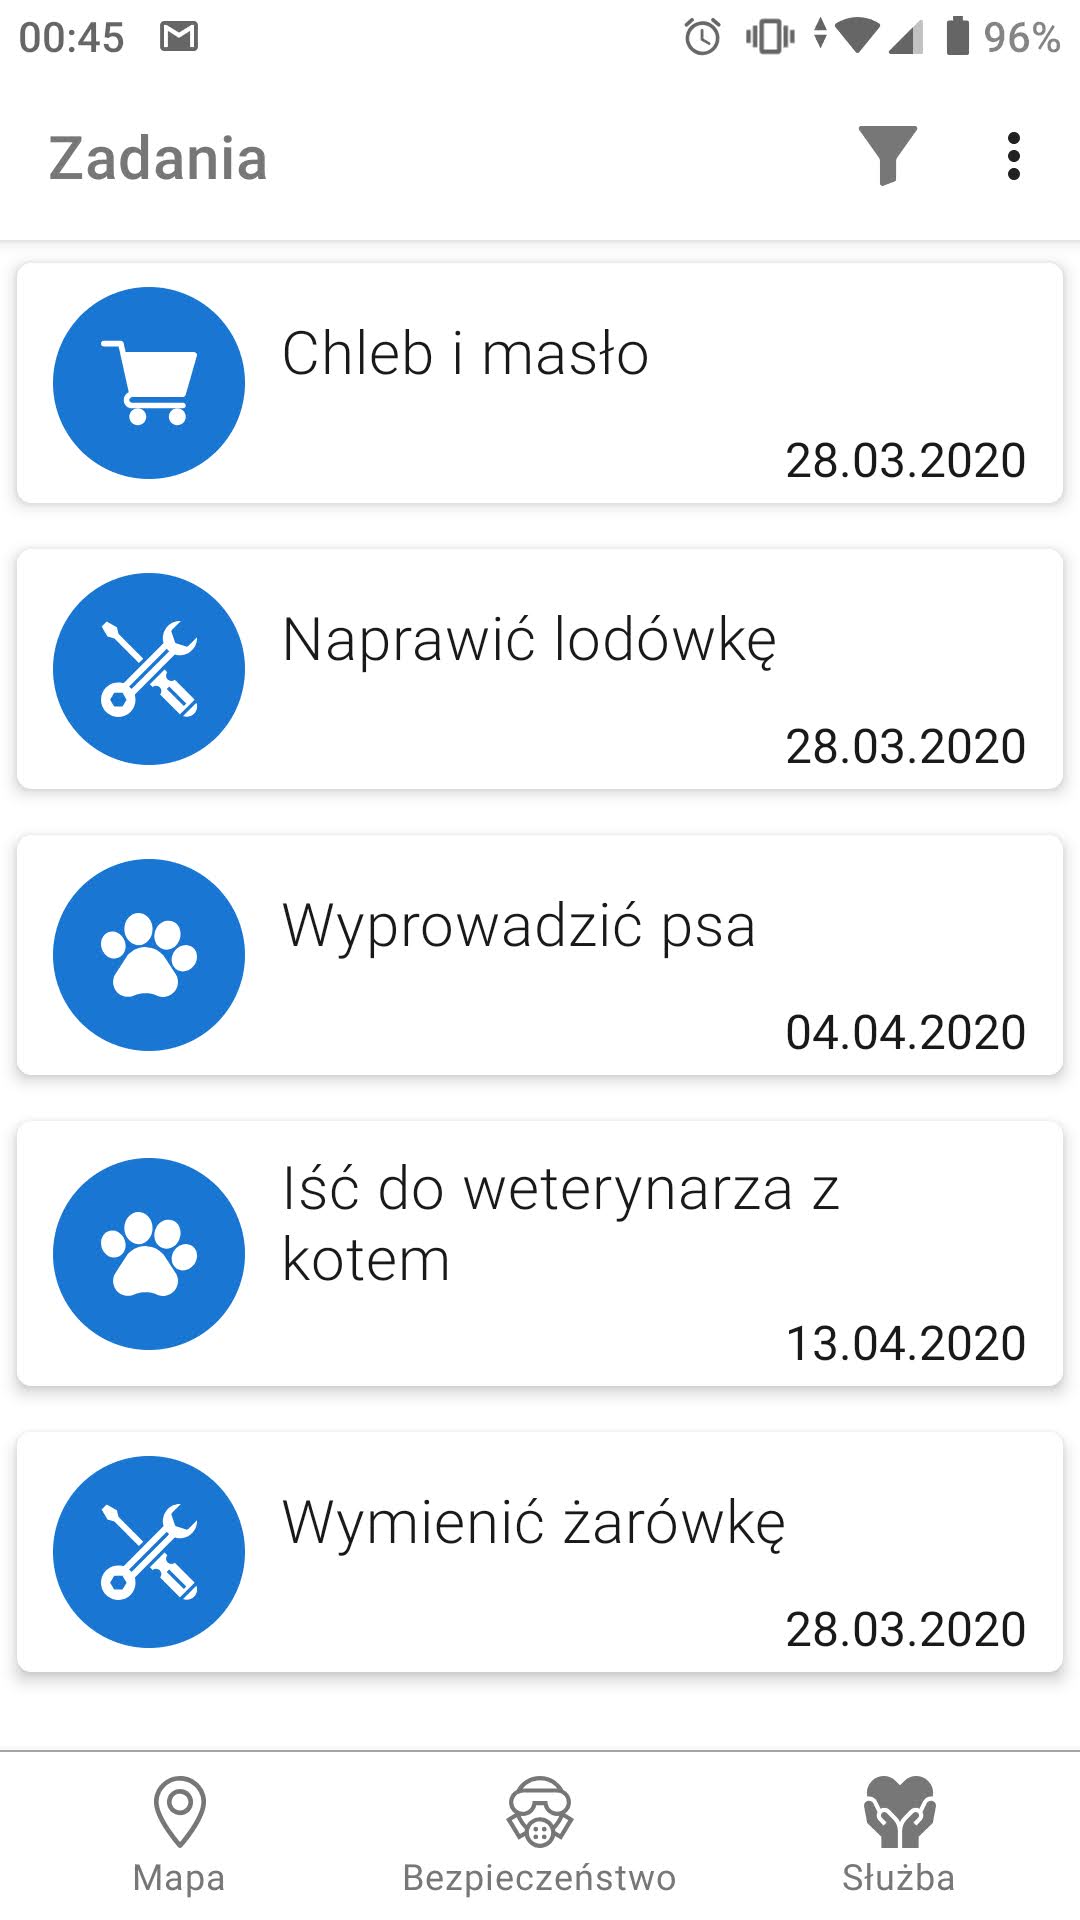 00:45
96%
Zadania
Chleb i masło
28.03.2020
Naprawić lodówkę
28.03.2020
Wyprowadzić psa
04.04.2020
Iść do weterynarza z
kotem
13.04.2020
Wymienić żarówkę
28.03.2020
Mapa
Bezpieczeństwo
Służba